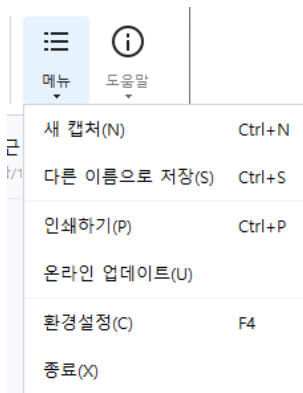 메뉴 도움말
새 캡처(N) Ctrl+N
다른 이름으로 저장(S) Ctrl+S
인쇄하기(P) Ctrl+P
온라인 업데이트(U)
환경설정(C) F4
종료(X)